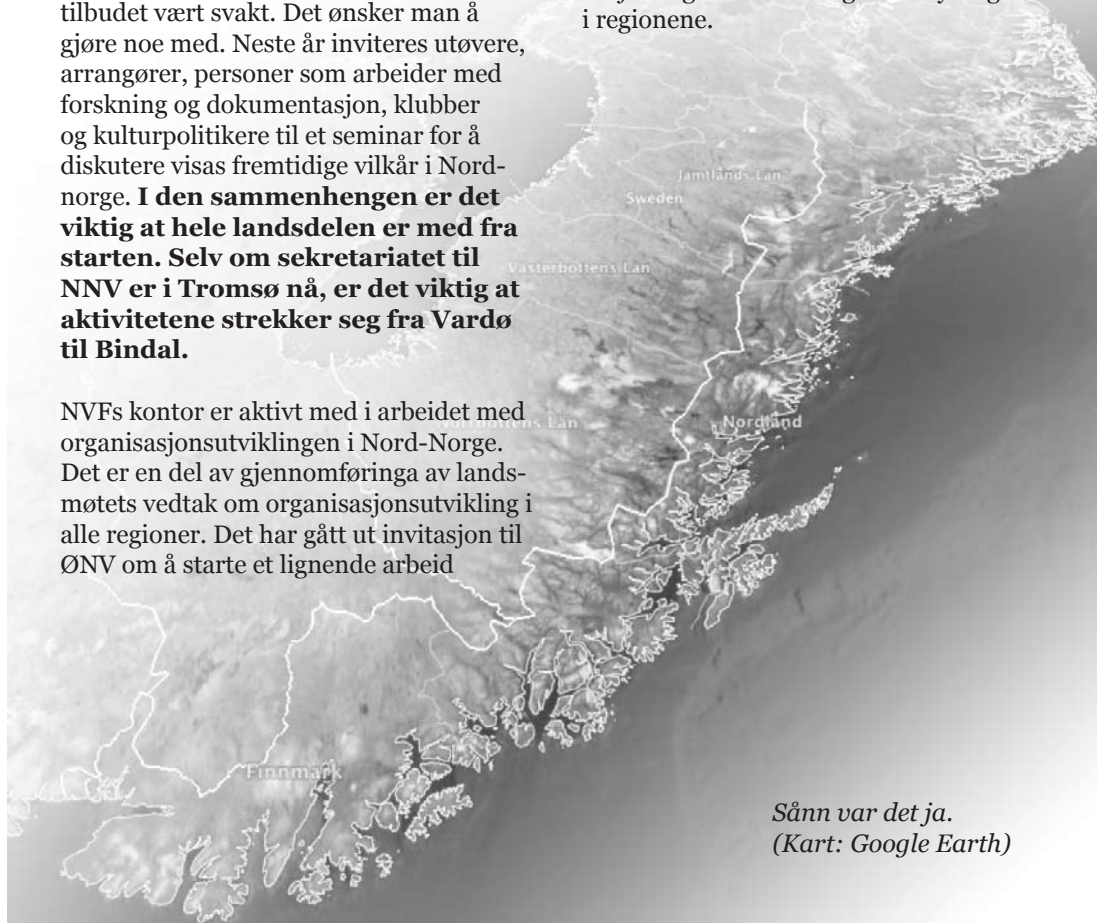 tilbudet vært svakt. Det ønsker man å
gjøre noe med. Neste år inviteres utøvere,
arrangører, personer som arbeider med
forskning og dokumentasjon, klubber
og kulturpolitikere til et seminar for å
diskutere visas fremtidige vilkår i Nord-
norge. I den sammenhengen er det
viktig at hele landsdelen er med fra
starten. Selv om sekretariatet til
NNV er i Tromsø nå, er det viktig at
aktivitetene strekker seg fra Vardø
til Bindal.
NVFs kontor er aktivt med i arbeidet med
organisasjonsutviklingen i Nord-Norge.
Det er en del av gjennomføringa av lands-
møtets vedtak om organisasjonsutvikling i
alle regioner. Det har gått ut invitasjon til
ØNV om å starte et lignende arbeid
i regionene.
Jamtlands Lan
Sweden
Vasterbottens Lan
Norrbottens Lan
Nordland
Finnmark
Sånn var det ja.
(Kart: Google Earth)